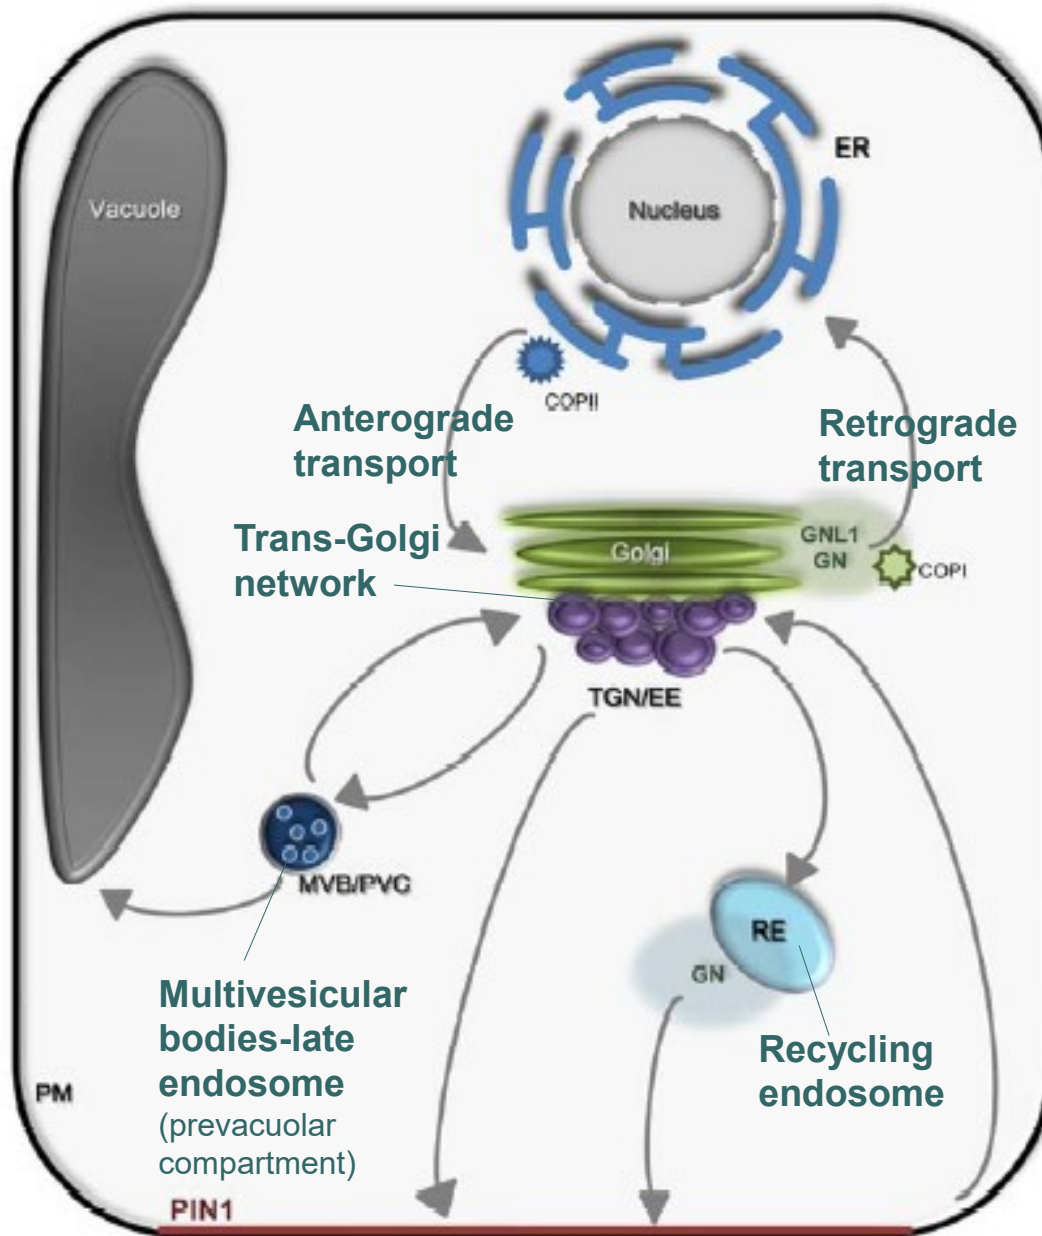 ER
Vacuole
Nucleus
COPII
Anterograde
transport
Retrograde
transport
Trans-Golgi
network
Golgi
GNL1
GN
COPI
TGN/EE
MVB/PVC
RE
GN
Multivesicular
bodies-late
endosome
(prevacuolar
compartment)
Recycling
endosome
PM
PIN1